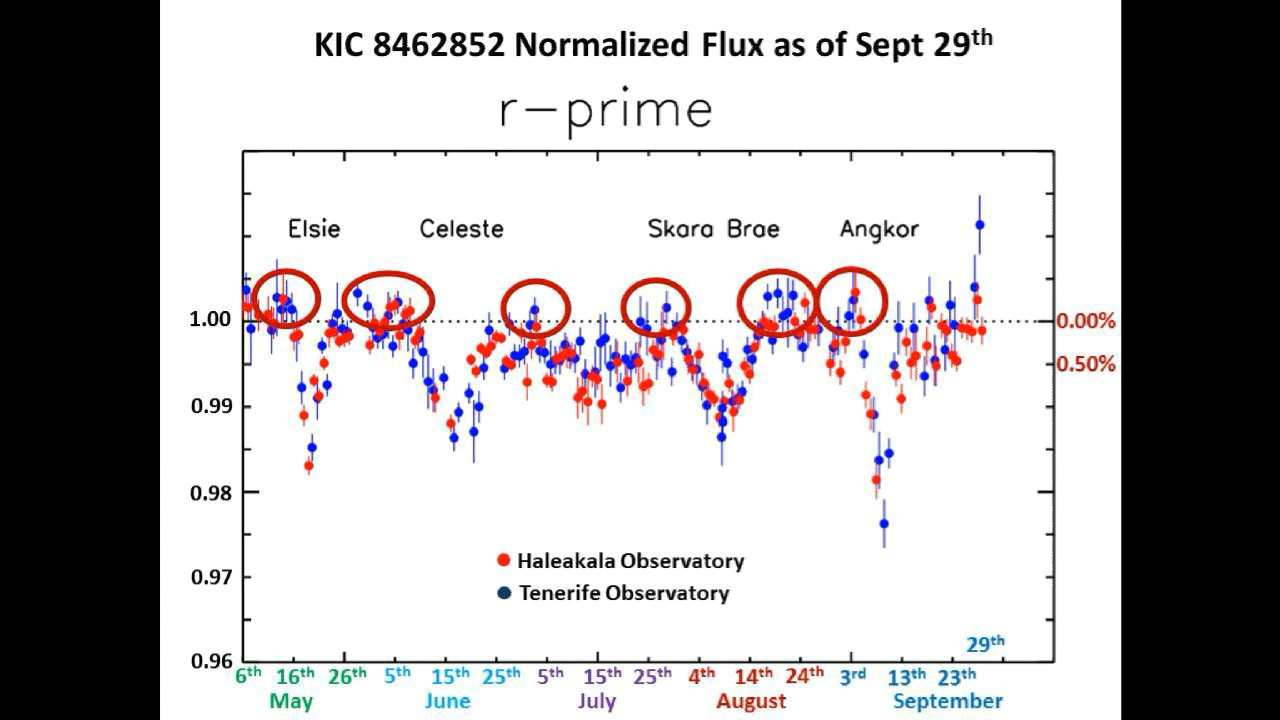 KIC 8462852 Normalized Flux as of Sept 29th
r-prime
Elsie Celeste Skara Brae Angkor
1.00 0.00%
0.50%
0.99
0.98
Haleakala Observatory
0.97
Tenerife Observatory
29th
0.96
6th 16th 26th 5th 15th 25th 5th 15th 25th 4th 14th 24th 3rd 13th 23th
May June July August September